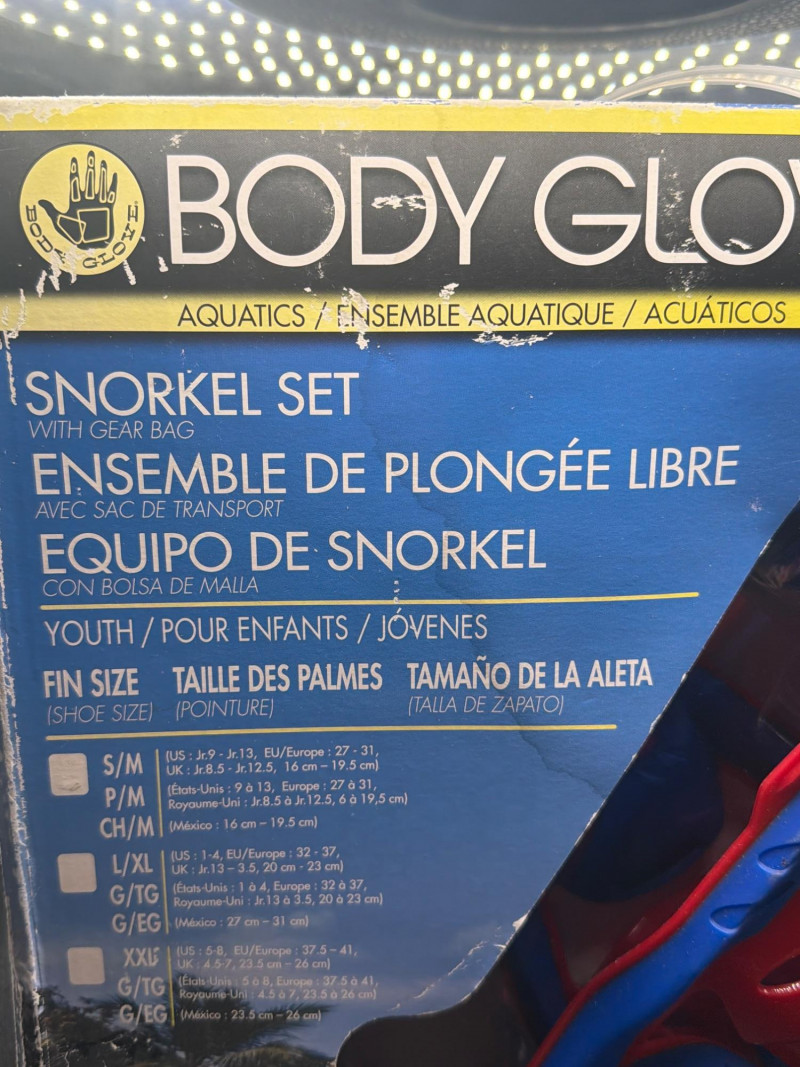 BODY GLOVE
BODY GLO
AQUATICS / ENSEMBLE AQUATIQUE / ACUÁTICOS
SNORKEL SET
WITH GEAR BAG
ENSEMBLE DE PLONGÉE LIBRE
AVEC SAC DE TRANSPORT
EQUIPO DE SNORKEL
CON BOLSA DE MALLA
YOUTH / POUR ENFANTS / JÓVENES
FIN SIZE TAILLE DES PALMES TAMAÑO DE LA ALETA
(SHOE SIZE) (POINTURE) (TALLA DE ZAPATO)
S/M (US : Jr.9 - Jr.13, EU/Europe : 27 - 31,
UK : Jr.8.5 - Jr.12.5, 16 cm – 19.5 cm)
P/M (États-Unis : 9 à 13, Europe : 27 à 31,
Royaume-Uni : Jr.8.5 à Jr.12.5, 6 à 19,5 cm)
CH/M (México : 16 cm – 19.5 cm)
L/XL (US : 1-4, EU/Europe : 32 - 37,
UK : Jr.13 – 3.5, 20 cm - 23 cm)
G/TG (États-Unis : 1 à 4, Europe : 32 à 37,
Royaume-Uni : Jr.13 à 3.5, 20 à 23 cm)
G/EG (México : 27 cm – 31 cm)
XXL (US : 5-8, EU/Europe : 37.5 – 41,
UK : 4.5-7, 23.5 cm – 26 cm)
G/TG (États-Unis : 5 à 8, Europe : 37.5 à 41,
Royaume-Uni : 4.5 à 7, 23.5 à 26 cm)
G/EG (México : 23.5 cm – 26 cm)